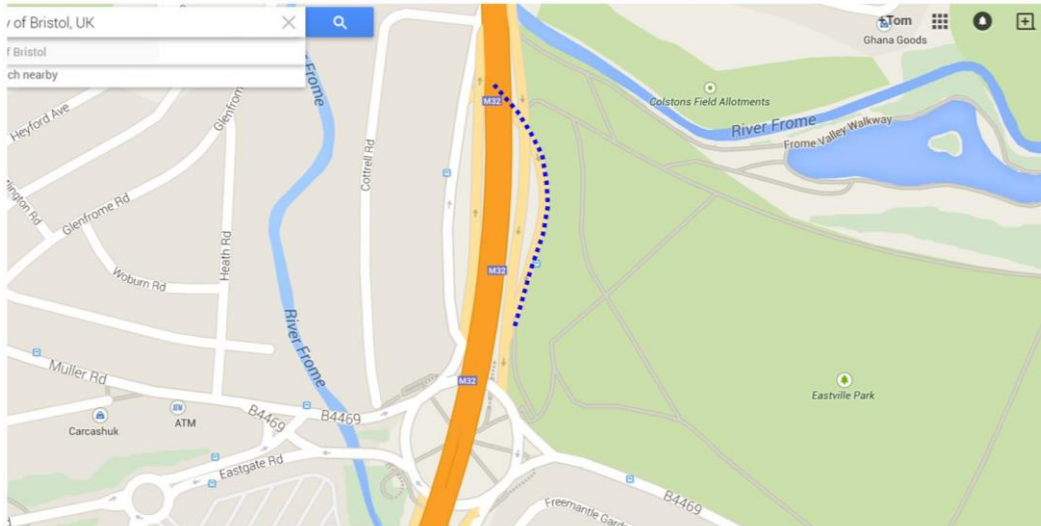 y of Bristol, UK
+Tom
Ghana Goods
f Bristol
ch nearby
River Frome
Heyford Ave
Glenfrome
M32
Colstons Field Allotments
River Frome
Frome Valley Walkway
Cottrell Rd
Glenfrome Rd
Heath Rd
Woburn Rd
M32
River Frome
Muller Rd
M32
Eastville Park
Carcashuk
ATM
B4469
B4469
Eastgate Rd
B4469
Freemantle Gard